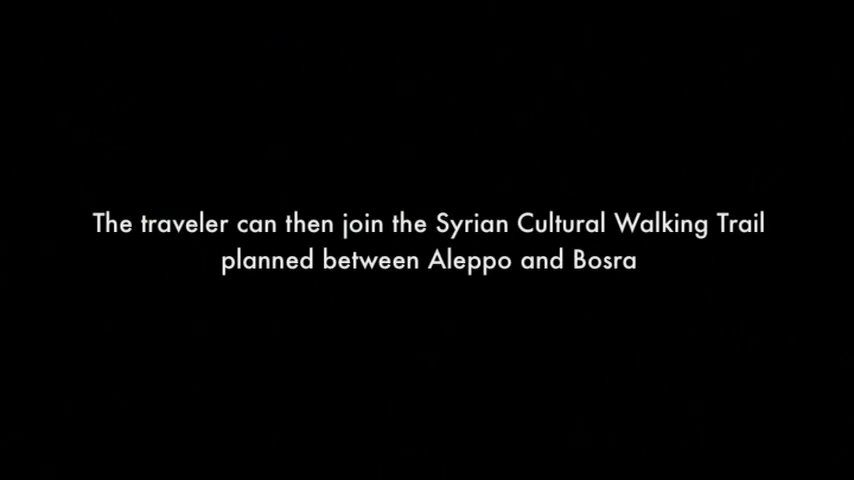 The traveler can then join the Syrian Cultural Walking Trail
planned between Aleppo and Bosra